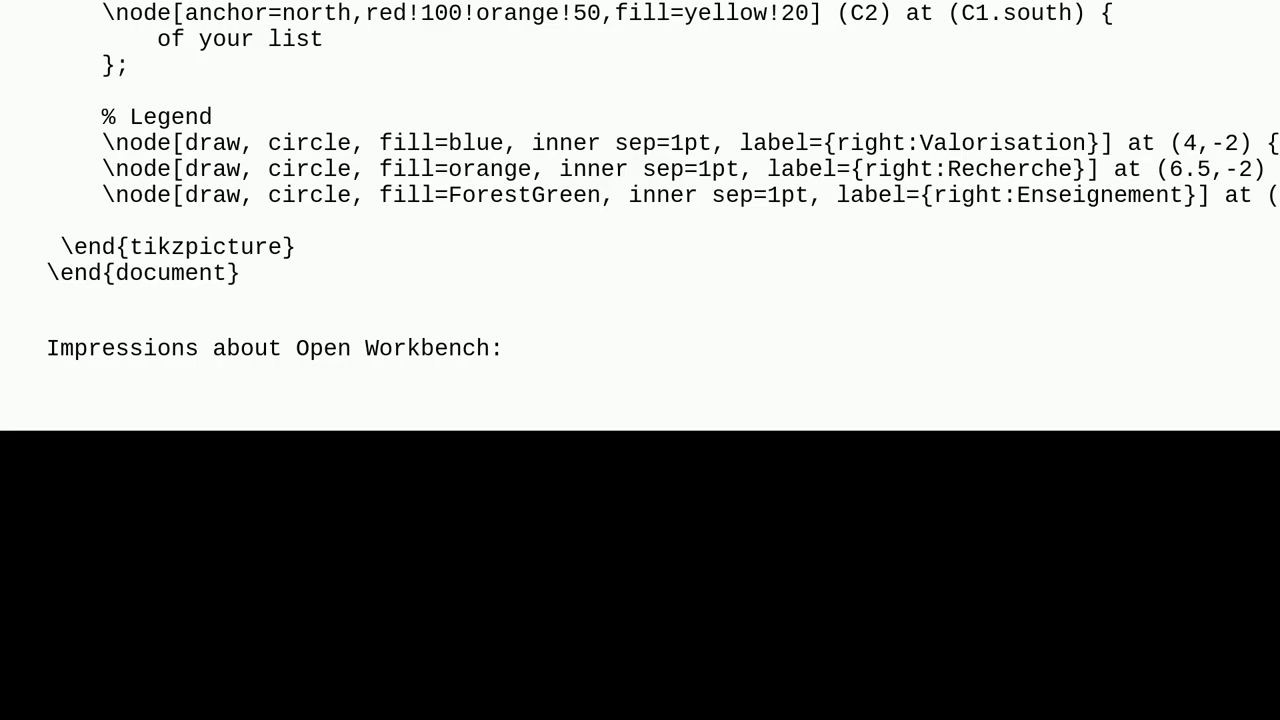 \node[anchor=north,red!100!orange!50,fill=yellow!20] (C2) at (C1.south) {
of your list
};
% Legend
\node[draw, circle, fill=blue, inner sep=1pt, label={right:Valorisation}] at (4,-2) {
\node[draw, circle, fill=orange, inner sep=1pt, label={right:Recherche}] at (6.5,-2)
\node[draw, circle, fill=ForestGreen, inner sep=1pt, label={right:Enseignement}] at (
\end{tikzpicture}
\end{document}
Impressions about Open Workbench: